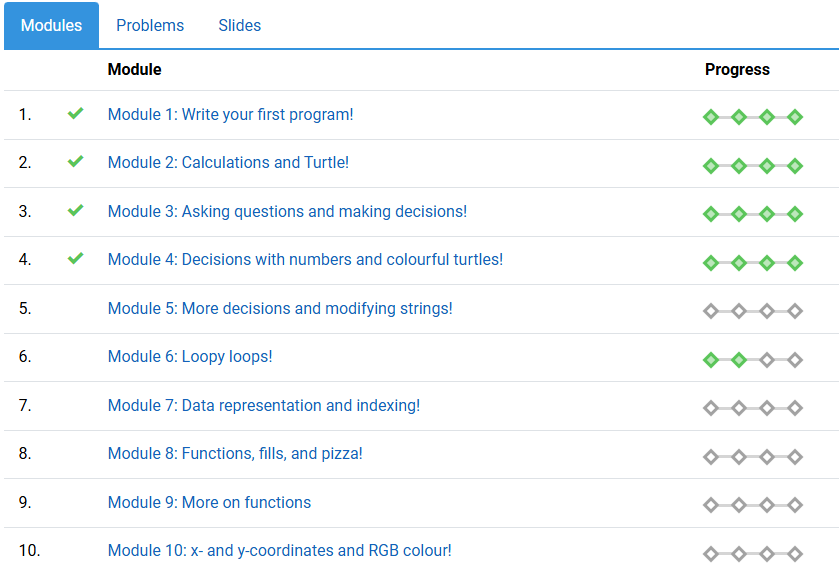 Modules Problems Slides
Module Progress
1. Module 1: Write your first program!
2. Module 2: Calculations and Turtle!
3. Module 3: Asking questions and making decisions!
4. Module 4: Decisions with numbers and colourful turtles!
5. Module 5: More decisions and modifying strings!
6. Module 6: Loopy loops!
7. Module 7: Data representation and indexing!
8. Module 8: Functions, fills, and pizza!
9. Module 9: More on functions
10. Module 10: x- and y-coordinates and RGB colour!